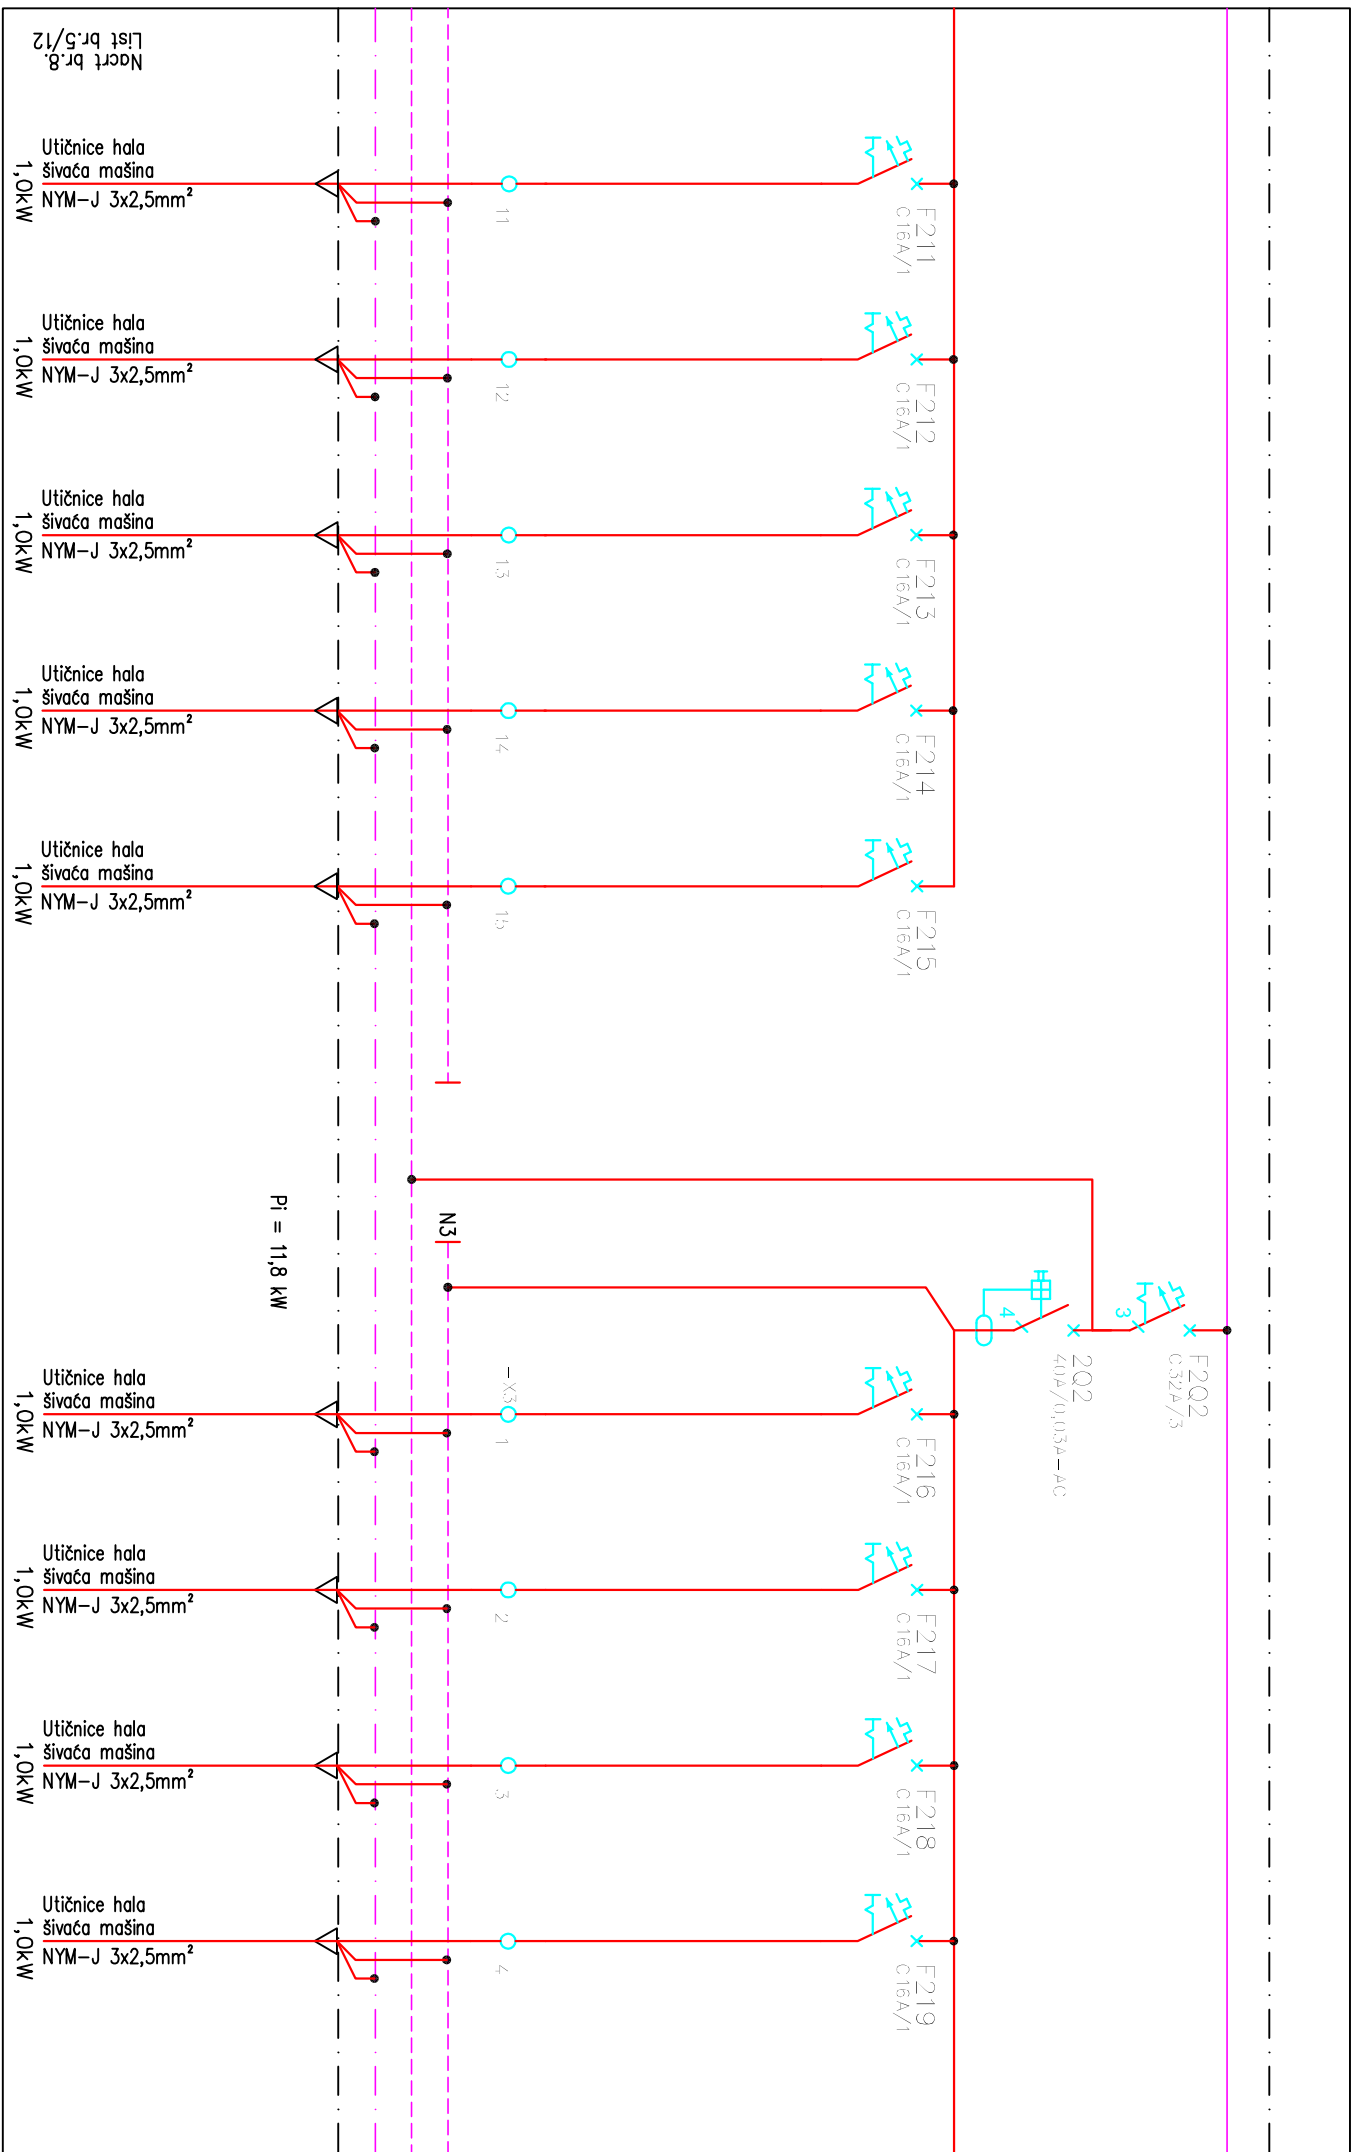 Nacrt br.8.
List br.5/12
F211
C16A/1
11
Utičnice hala
šivaća mašina
NYM-J 3x2,5mm²
1,0kW
F212
C16A/1
12
Utičnice hala
šivaća mašina
NYM-J 3x2,5mm²
1,0kW
F213
C16A/1
13
Utičnice hala
šivaća mašina
NYM-J 3x2,5mm²
1,0kW
F214
C16A/1
14
Utičnice hala
šivaća mašina
NYM-J 3x2,5mm²
1,0kW
F215
C16A/1
15
Utičnice hala
šivaća mašina
NYM-J 3x2,5mm²
1,0kW
F2Q2
C32A/3
3
2Q2
40A/0,03A-AC
4
N3
Pi = 11,8 kW
F216
C16A/1
-X3
1
Utičnice hala
šivaća mašina
NYM-J 3x2,5mm²
1,0kW
F217
C16A/1
2
Utičnice hala
šivaća mašina
NYM-J 3x2,5mm²
1,0kW
F218
C16A/1
3
Utičnice hala
šivaća mašina
NYM-J 3x2,5mm²
1,0kW
F219
C16A/1
4
Utičnice hala
šivaća mašina
NYM-J 3x2,5mm²
1,0kW